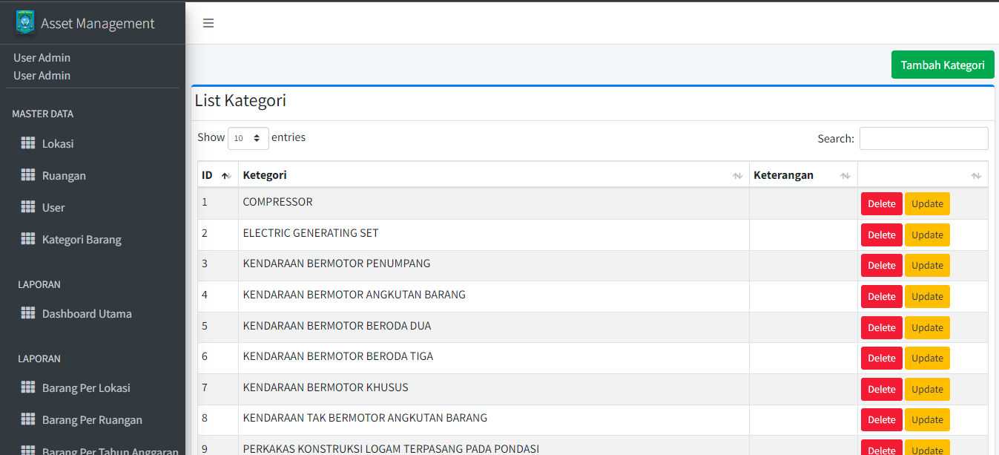 Asset Management
User Admin
User Admin
MASTER DATA
Lokasi
Ruangan
User
Kategori Barang
LAPORAN
Dashboard Utama
LAPORAN
Barang Per Lokasi
Barang Per Ruangan
Barang Per Tahun Anggaran
Tambah Kategori
List Kategori
Show 10 entries
Search:
ID Ketegori Keterangan
1 COMPRESSOR Delete Update
2 ELECTRIC GENERATING SET Delete Update
3 KENDARAAN BERMOTOR PENUMPANG Delete Update
4 KENDARAAN BERMOTOR ANGKUTAN BARANG Delete Update
5 KENDARAAN BERMOTOR BERODA DUA Delete Update
6 KENDARAAN BERMOTOR BERODA TIGA Delete Update
7 KENDARAAN BERMOTOR KHUSUS Delete Update
8 KENDARAAN TAK BERMOTOR ANGKUTAN BARANG Delete Update
9 PERKAKAS KONSTRUKSI LOGAM TERPASANG PADA PONDASI Delete Update